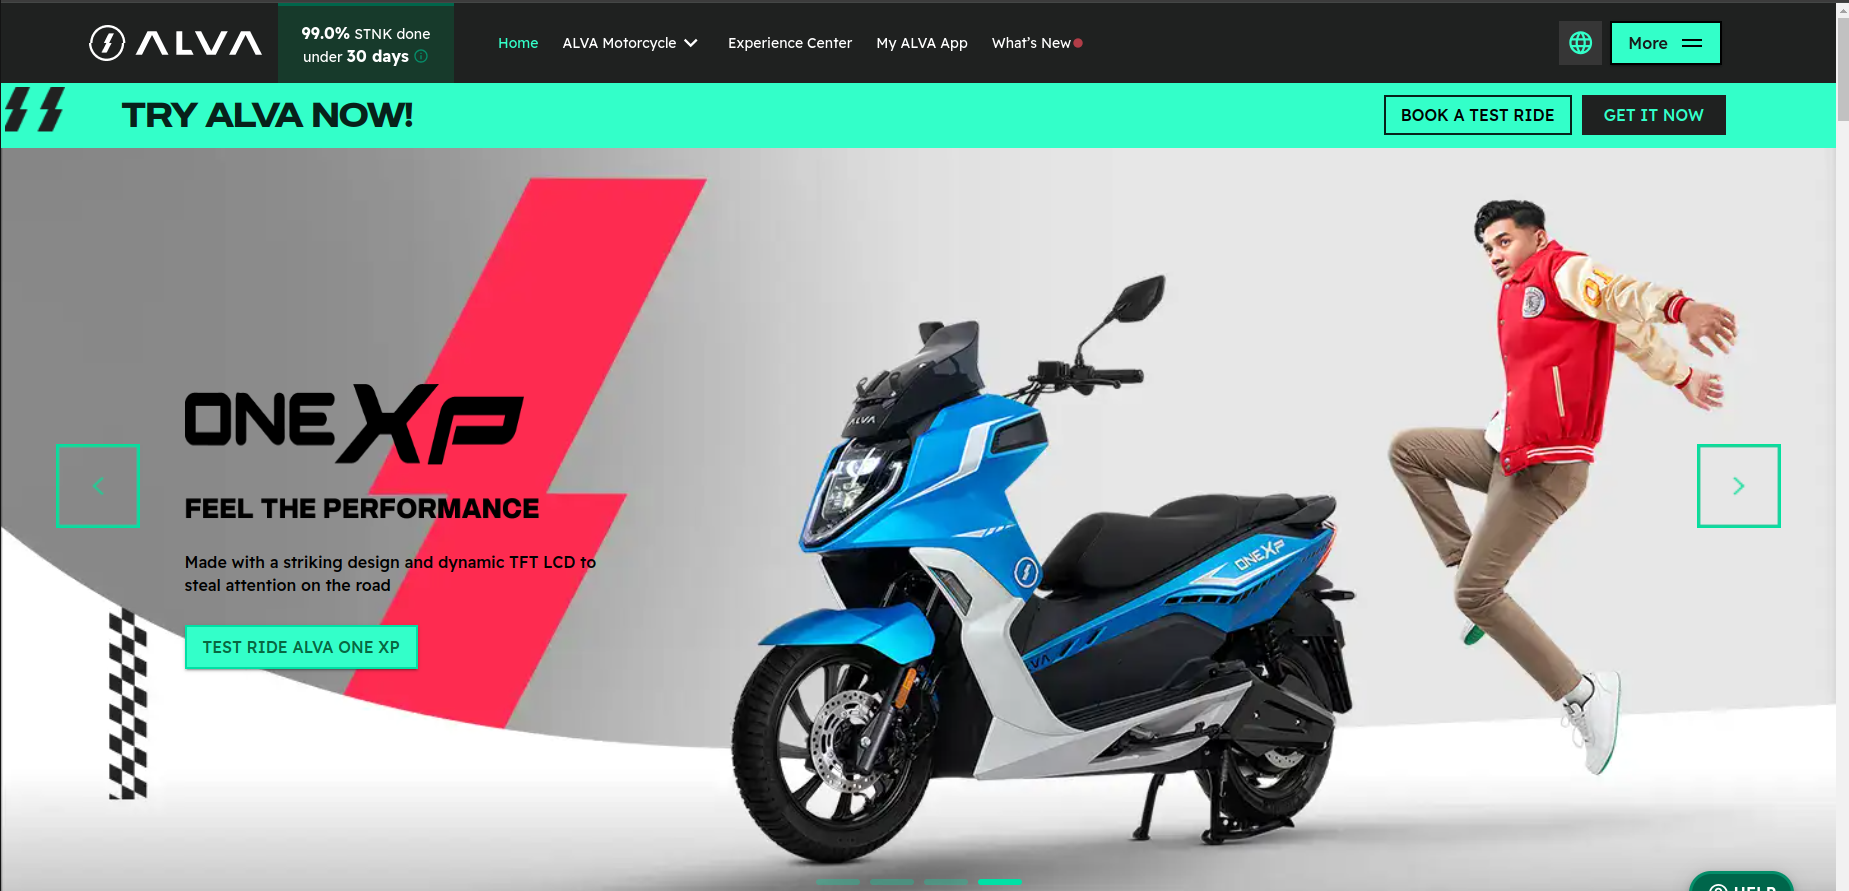 ALVA
99.0% STNK done
under 30 days
Home
ALVA Motorcycle
Experience Center
My ALVA App
What's New
More
TRY ALVA NOW!
BOOK A TEST RIDE
GET IT NOW
ONE XP
FEEL THE PERFORMANCE
Made with a striking design and dynamic TFT LCD to
steal attention on the road
TEST RIDE ALVA ONE XP
ALVA
ONE XP
HELP